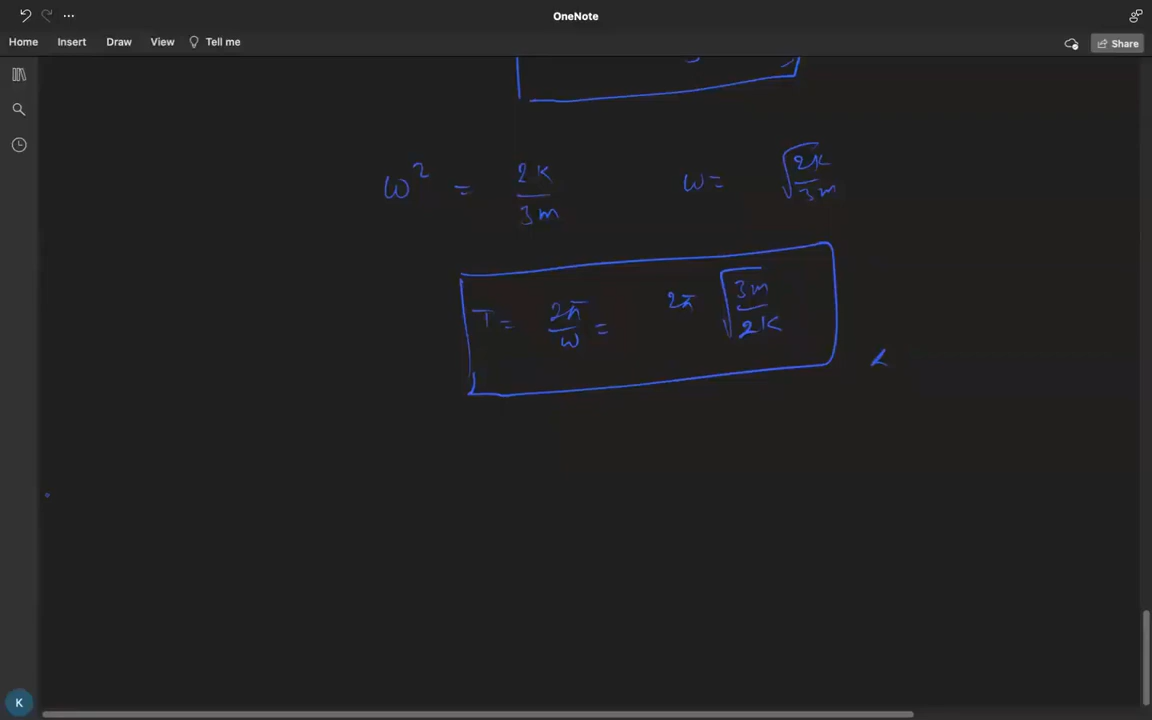 OneNote
Home Insert Draw View Tell me Share
ω² = 2K/3m ω = √(2K/3m)
T = 2π/ω = 2π √(3m/2K)
K